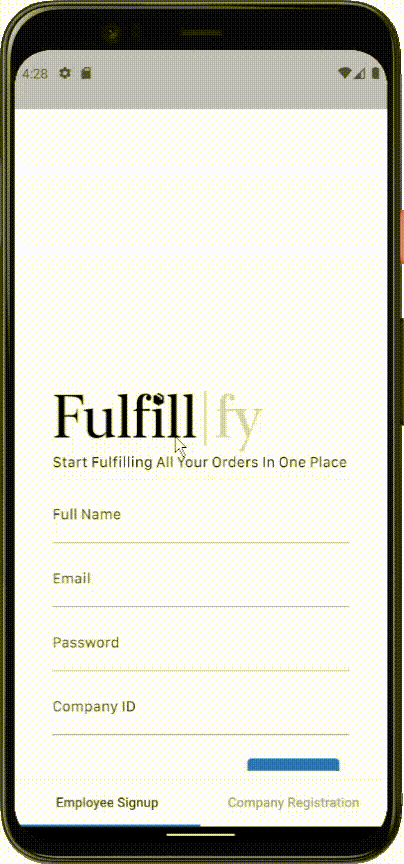 4:28
Fulfill|fy
Start Fulfilling All Your Orders In One Place
Full Name
Email
Password
Company ID
Employee Signup
Company Registration